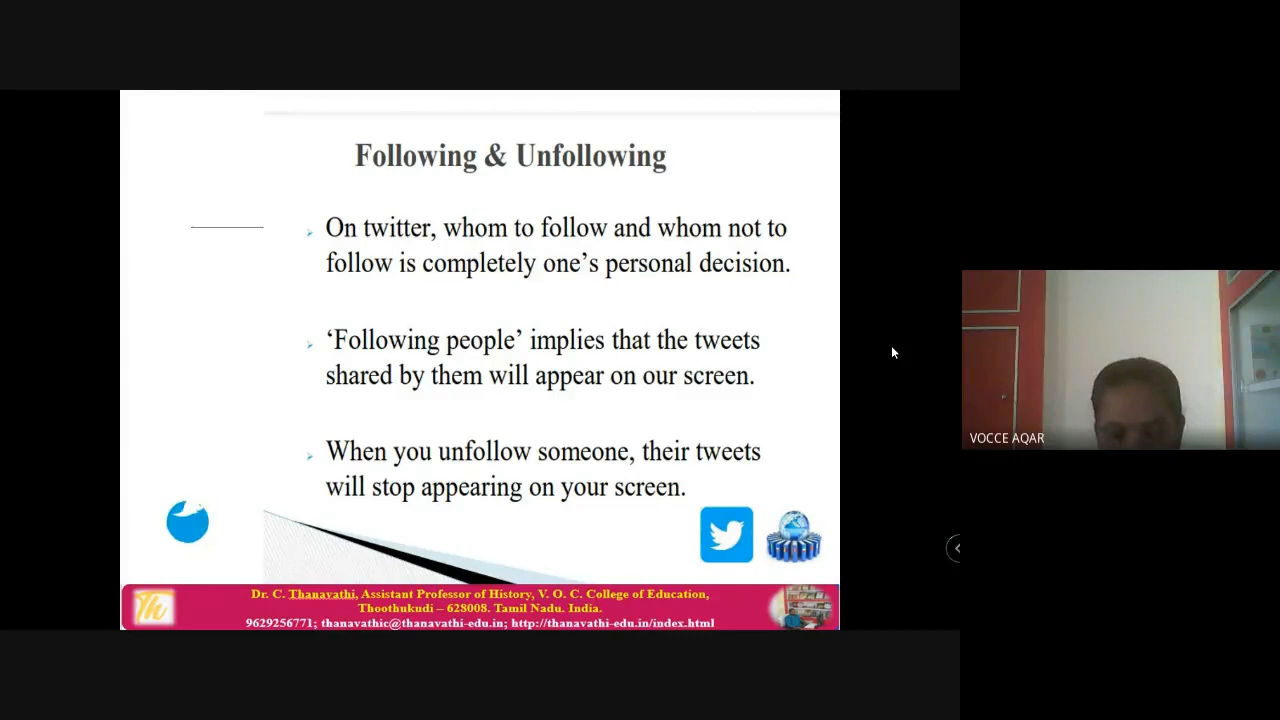 Following & Unfollowing
On twitter, whom to follow and whom not to
follow is completely one’s personal decision.
‘Following people’ implies that the tweets
shared by them will appear on our screen.
When you unfollow someone, their tweets
will stop appearing on your screen.
Th
Dr. C. Thanavathi, Assistant Professor of History, V. O. C. College of Education,
Thoothukudi – 628008. Tamil Nadu. India.
9629256771; thanavathic@thanavathi-edu.in; http://thanavathi-edu.in/index.html
VOCCE AQAR